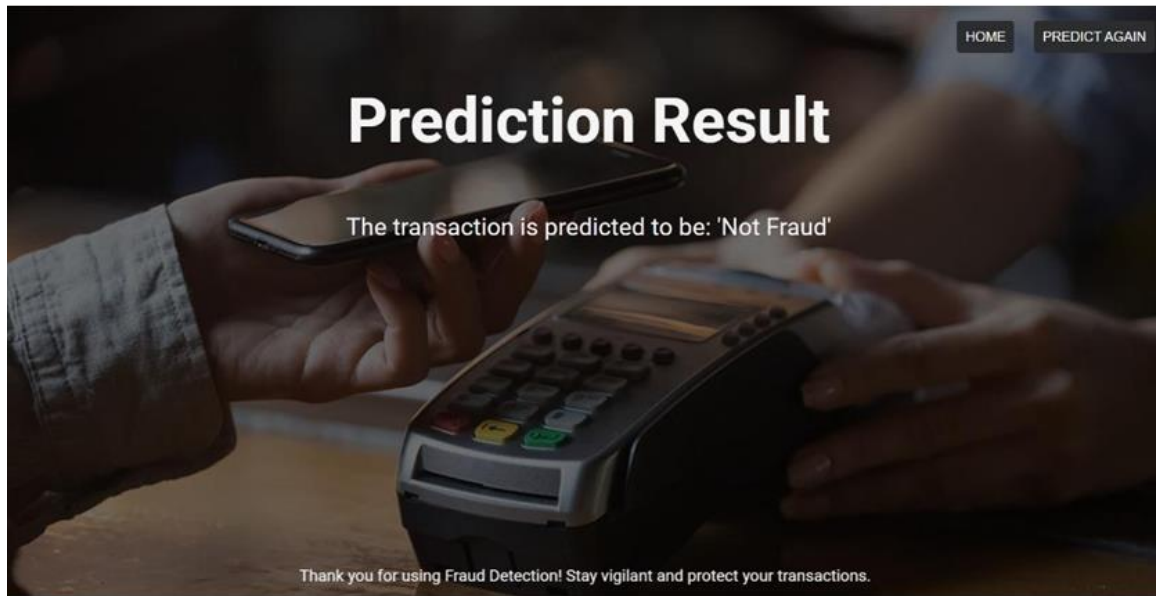 HOME PREDICT AGAIN
Prediction Result
The transaction is predicted to be: 'Not Fraud'
Thank you for using Fraud Detection! Stay vigilant and protect your transactions.